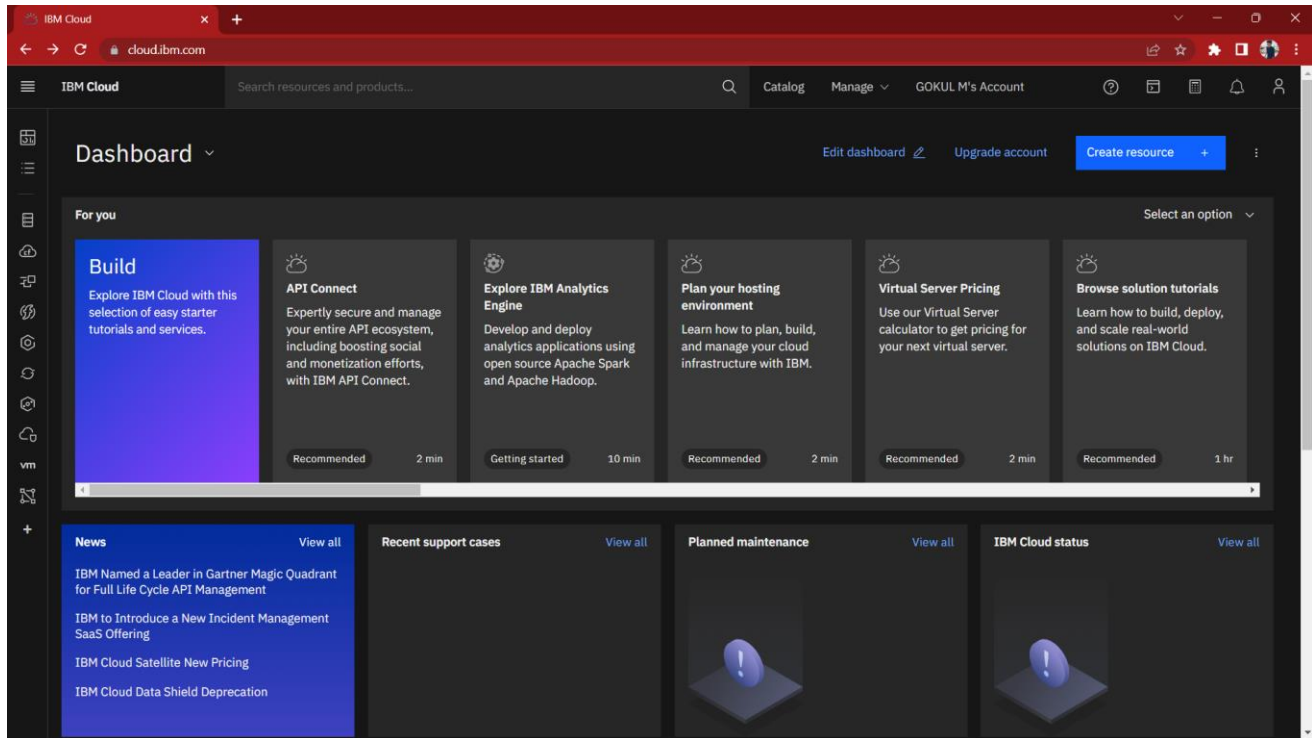 IBM Cloud
cloud.ibm.com
IBM Cloud
Search resources and products...
Catalog
Manage
GOKUL M's Account
Dashboard
Edit dashboard
Upgrade account
Create resource +
For you
Select an option
Build
Explore IBM Cloud with this
selection of easy starter
tutorials and services.
API Connect
Expertly secure and manage
your entire API ecosystem,
including boosting social
and monetization efforts,
with IBM API Connect.
Recommended
2 min
Explore IBM Analytics
Engine
Develop and deploy
analytics applications using
open source Apache Spark
and Apache Hadoop.
Getting started
10 min
Plan your hosting
environment
Learn how to plan, build,
and manage your cloud
infrastructure with IBM.
Recommended
2 min
Virtual Server Pricing
Use our Virtual Server
calculator to get pricing for
your next virtual server.
Recommended
2 min
Browse solution tutorials
Learn how to build, deploy,
and scale real-world
solutions on IBM Cloud.
Recommended
1 hr
vm
News
View all
IBM Named a Leader in Gartner Magic Quadrant
for Full Life Cycle API Management
IBM to Introduce a New Incident Management
SaaS Offering
IBM Cloud Satellite New Pricing
IBM Cloud Data Shield Deprecation
Recent support cases
View all
Planned maintenance
View all
IBM Cloud status
View all